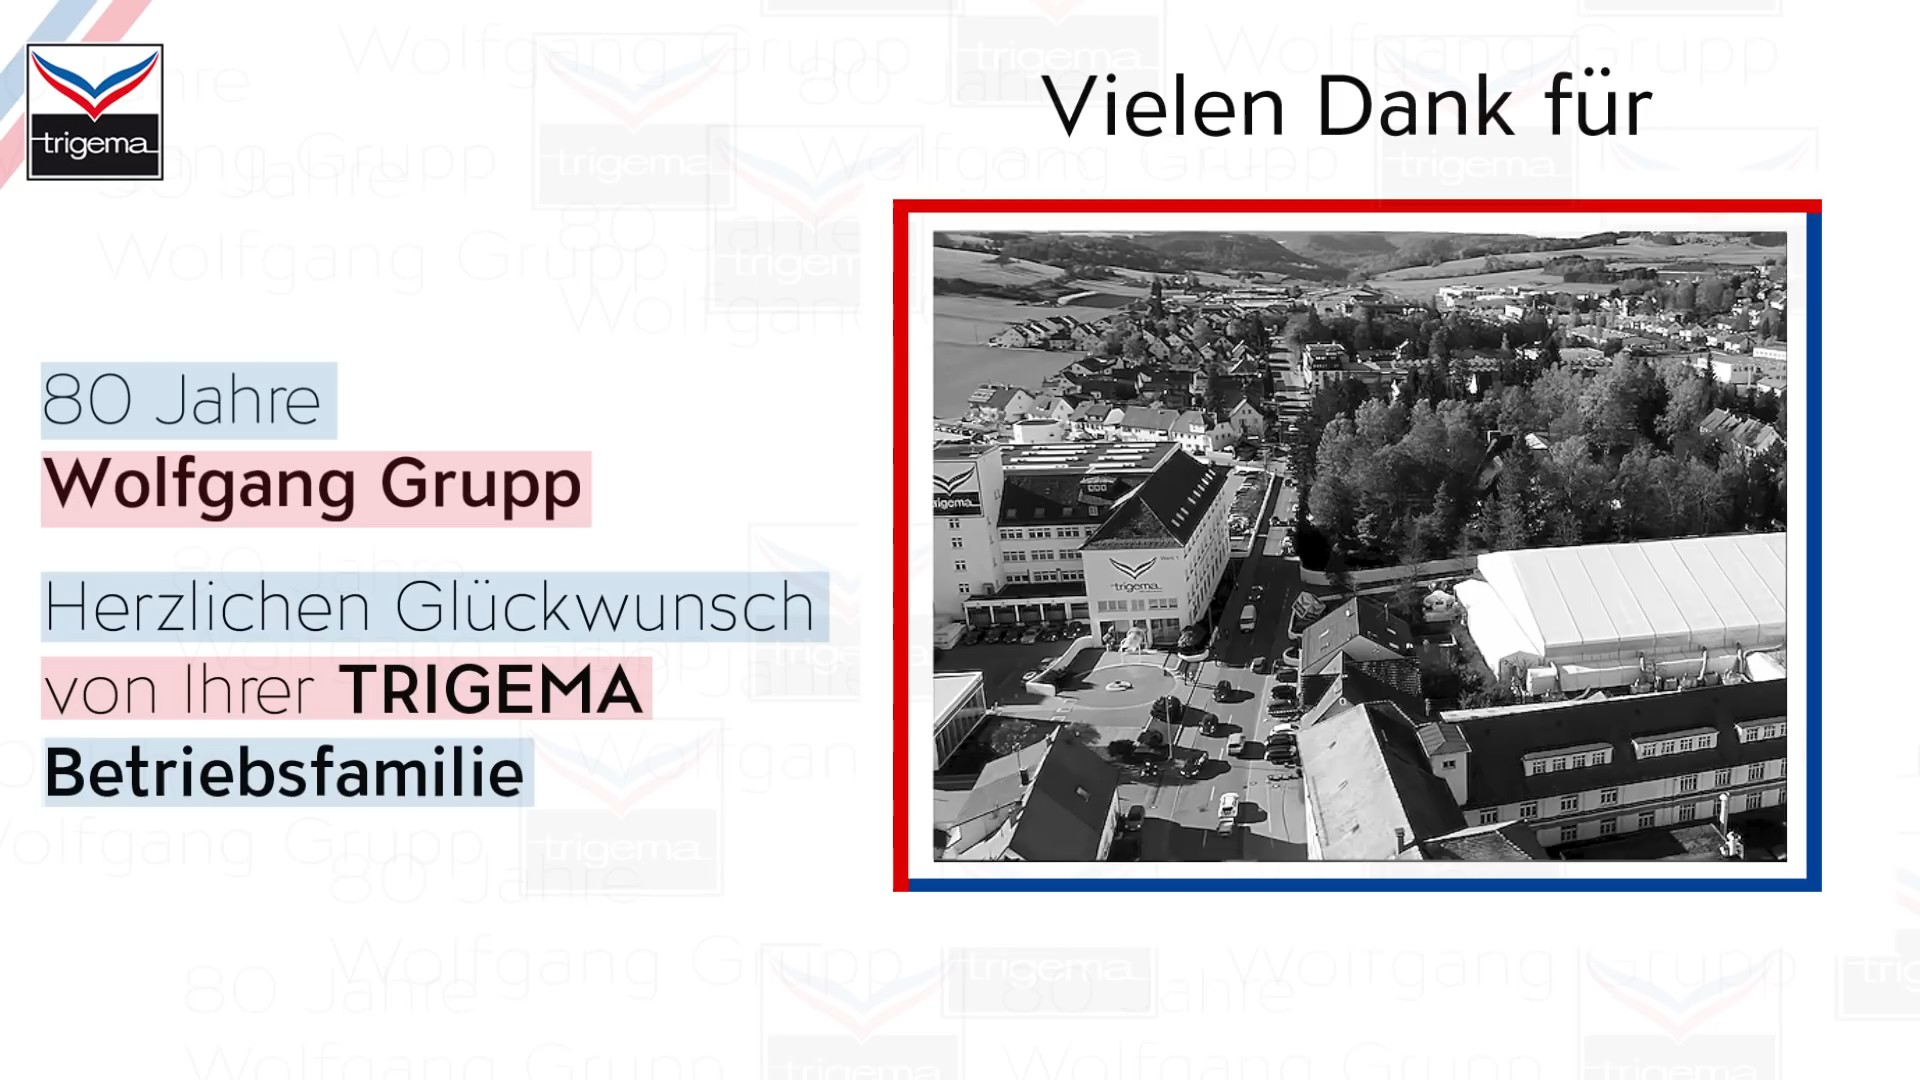 trigema
Vielen Dank für
80 Jahre
Wolfgang Grupp
Herzlichen Glückwunsch
von Ihrer TRIGEMA
Betriebsfamilie
trigema
trigema